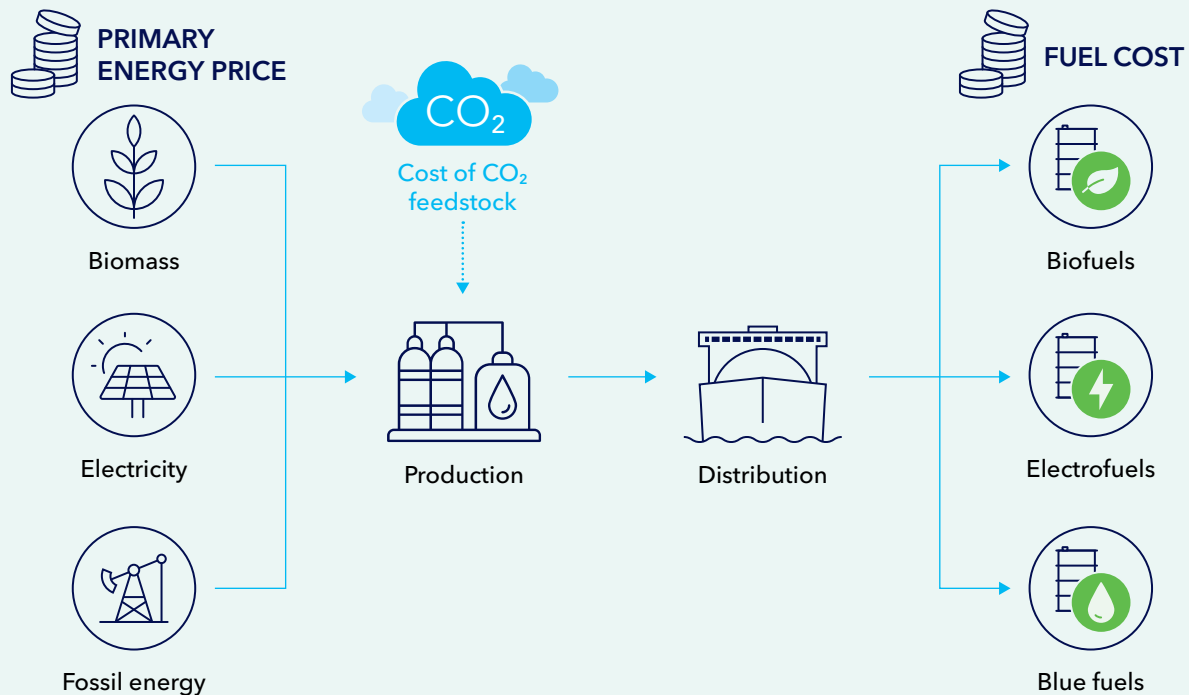 PRIMARY
ENERGY PRICE
FUEL COST
CO₂
Cost of CO₂
feedstock
Biomass
Biofuels
Electricity
Production
Distribution
Electrofuels
Fossil energy
Blue fuels